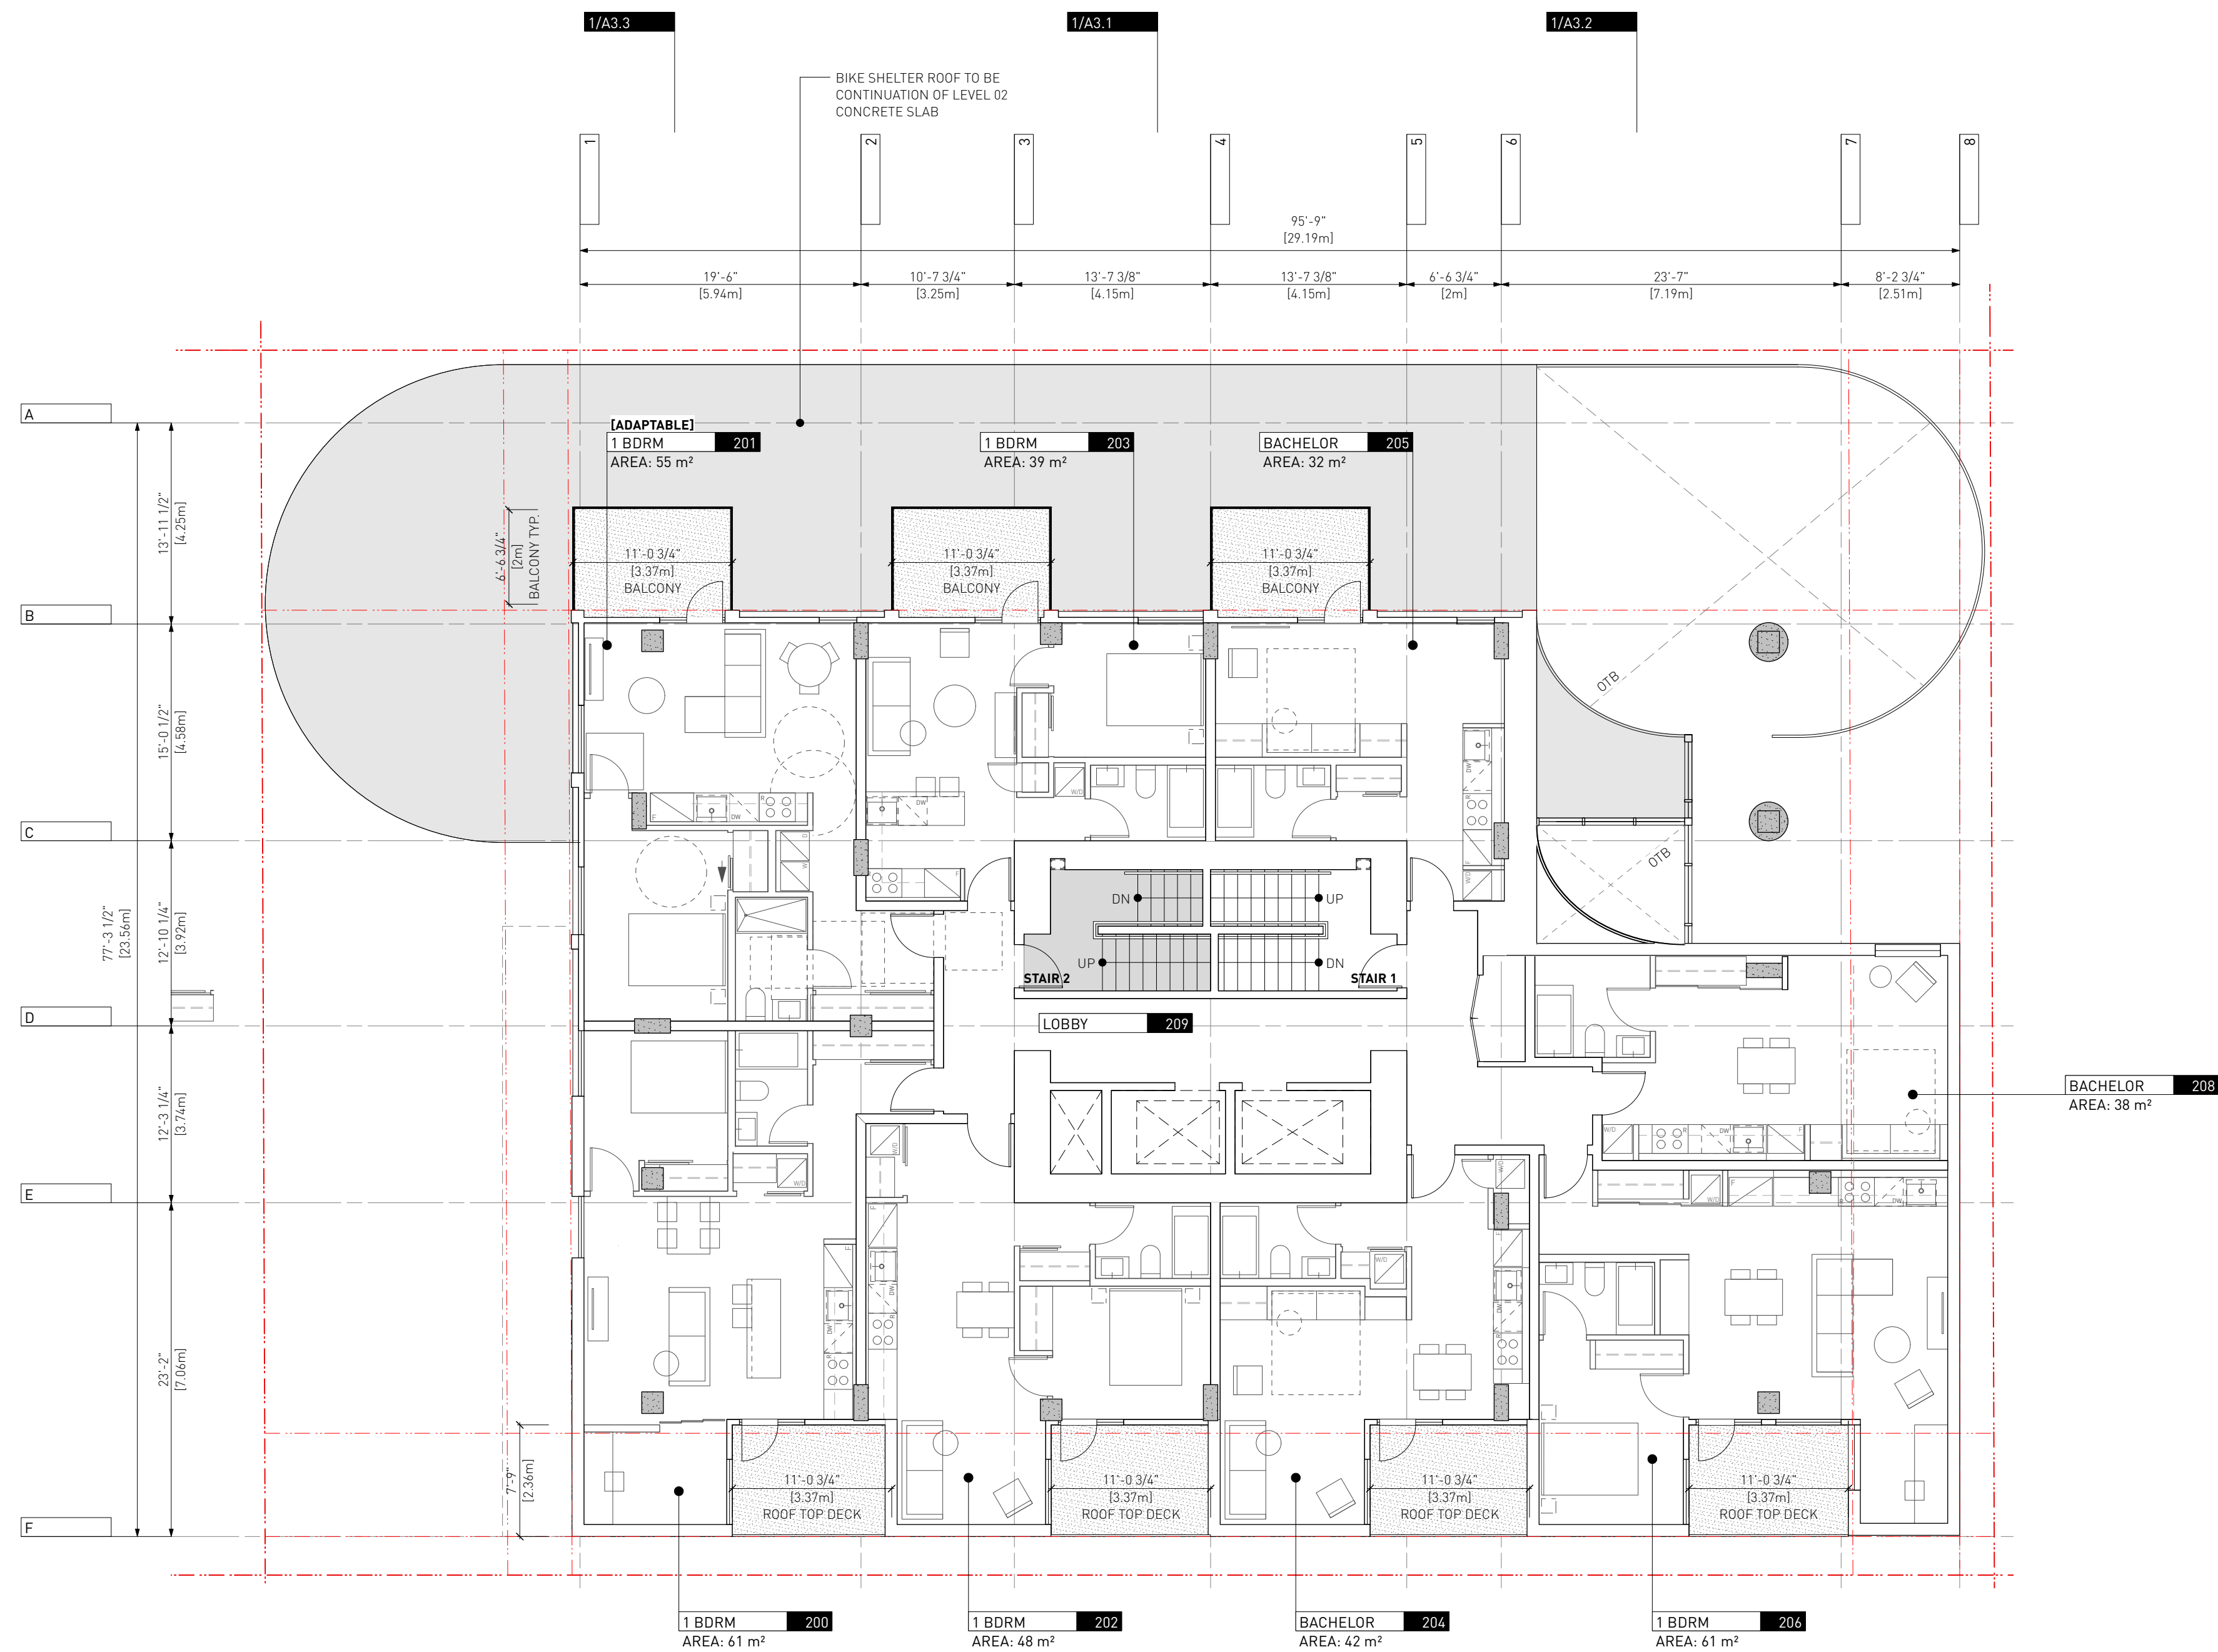 1/A3.3
1/A3.1
1/A3.2
BIKE SHELTER ROOF TO BE
CONTINUATION OF LEVEL 02
CONCRETE SLAB
1
2
3
4
5
6
7
8
95'-9"
[29.19m]
19'-6"
[5.94m]
10'-7 3/4"
[3.25m]
13'-7 3/8"
[4.15m]
13'-7 3/8"
[4.15m]
6'-6 3/4"
[2m]
23'-7"
[7.19m]
8'-2 3/4"
[2.51m]
A
B
C
D
E
F
77'-3 1/2"
[23.56m]
13'-11 1/2"
[4.25m]
15'-0 1/2"
[4.58m]
12'-10 1/4"
[3.92m]
12'-3 1/4"
[3.74m]
23'-2"
[7.06m]
[ADAPTABLE]
1 BDRM 201
AREA: 55 m²
1 BDRM 203
AREA: 39 m²
BACHELOR 205
AREA: 32 m²
6'-6 3/4"
[2m]
BALCONY TYP.
11'-0 3/4"
[3.37m]
BALCONY
11'-0 3/4"
[3.37m]
BALCONY
11'-0 3/4"
[3.37m]
BALCONY
OTB
OTB
F
DW
R
D
W
DW
F
W/D
DW
R
F
W/D
DN
UP
UP
DN
STAIR 2
STAIR 1
LOBBY 209
BACHELOR 208
AREA: 38 m²
W/D
R
DW
F
W/D
W/D
W/D
W/D
F
R
DW
F
DW
R
F
DW
R
W/D
F
DW
R
7'-9"
[2.36m]
11'-0 3/4"
[3.37m]
ROOF TOP DECK
11'-0 3/4"
[3.37m]
ROOF TOP DECK
11'-0 3/4"
[3.37m]
ROOF TOP DECK
11'-0 3/4"
[3.37m]
ROOF TOP DECK
1 BDRM 200
AREA: 61 m²
1 BDRM 202
AREA: 48 m²
BACHELOR 204
AREA: 42 m²
1 BDRM 206
AREA: 61 m²